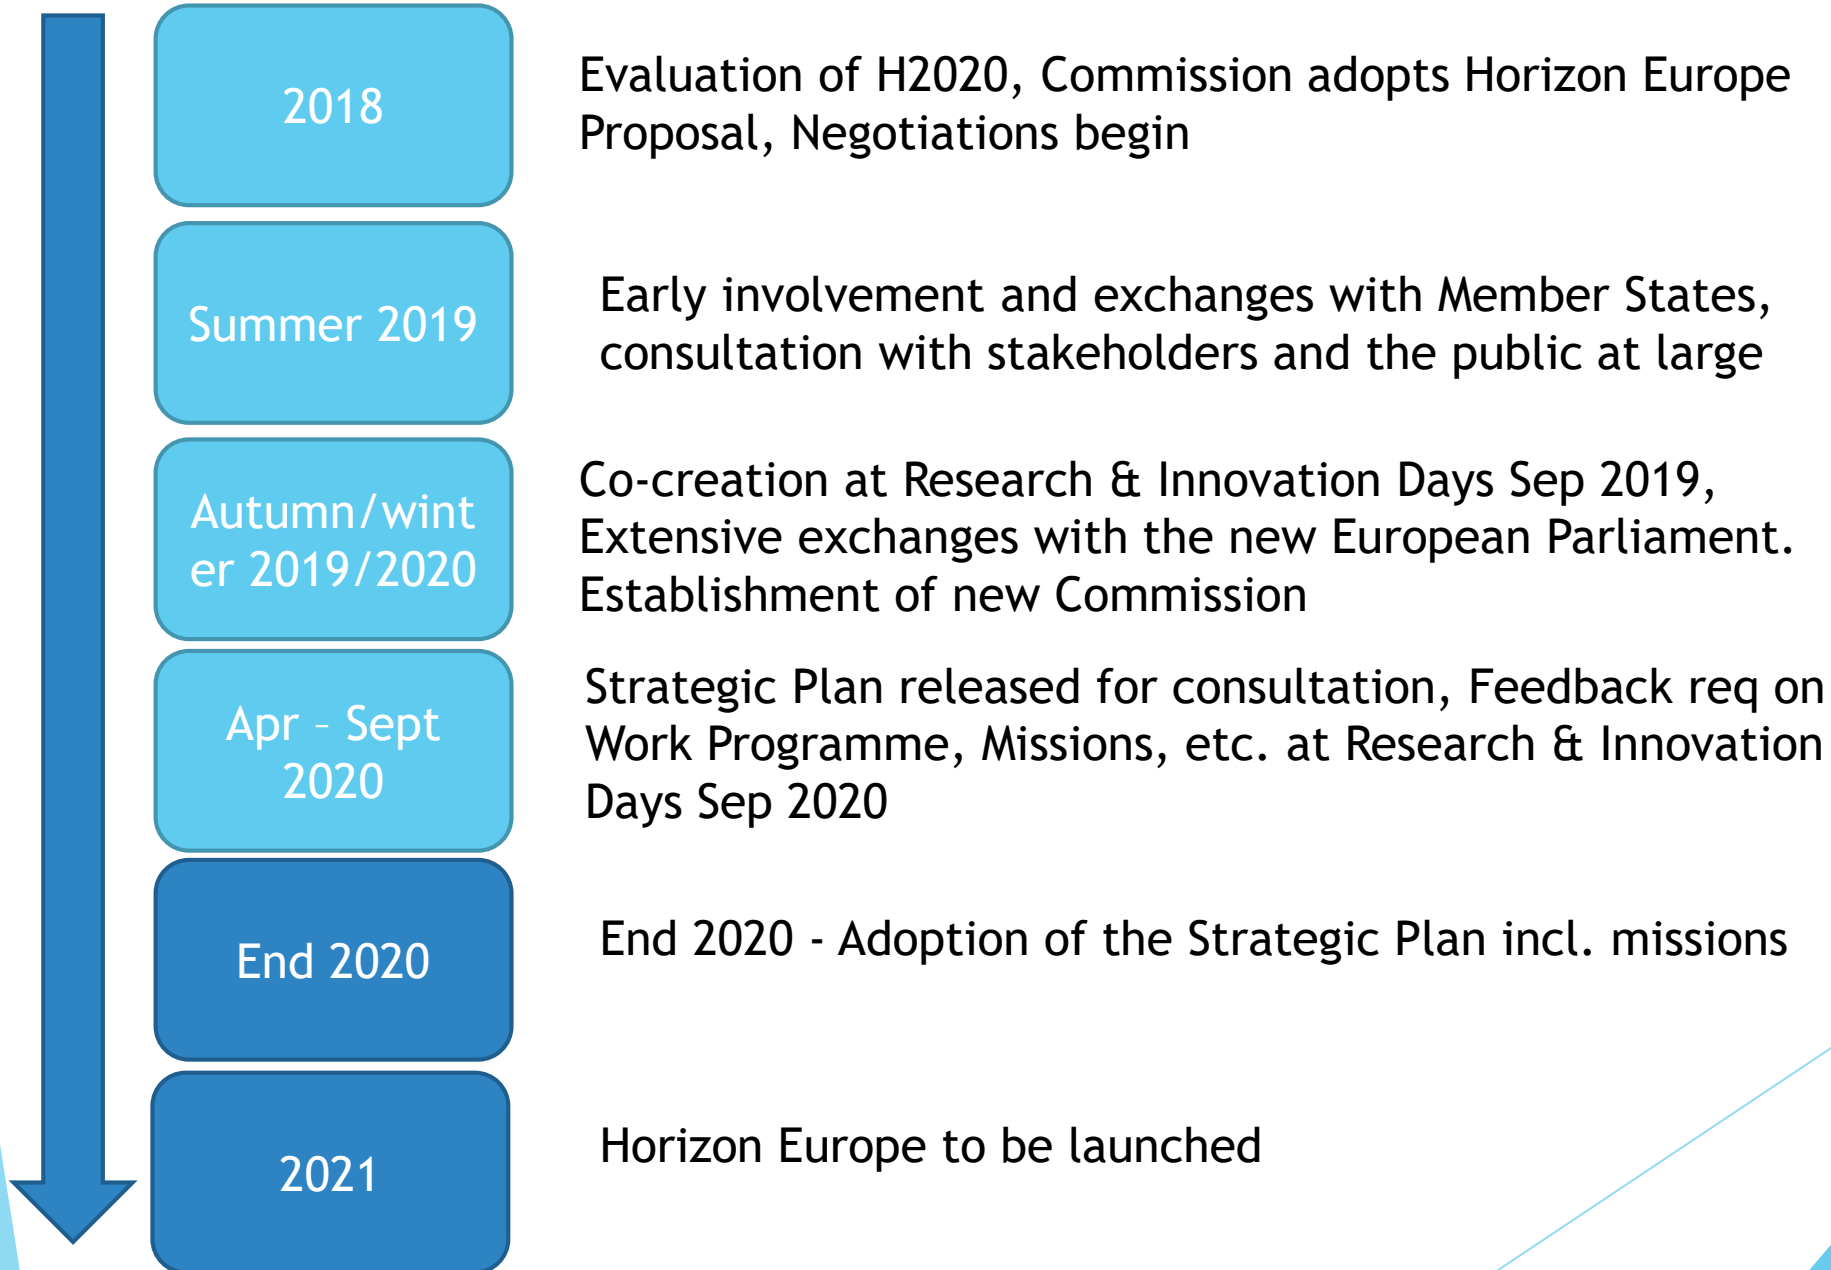 2018
Evaluation of H2020, Commission adopts Horizon Europe
Proposal, Negotiations begin
Summer 2019
Early involvement and exchanges with Member States,
consultation with stakeholders and the public at large
Autumn/wint
er 2019/2020
Co-creation at Research & Innovation Days Sep 2019,
Extensive exchanges with the new European Parliament.
Establishment of new Commission
Apr – Sept
2020
Strategic Plan released for consultation, Feedback req on
Work Programme, Missions, etc. at Research & Innovation
Days Sep 2020
End 2020
End 2020 - Adoption of the Strategic Plan incl. missions
2021
Horizon Europe to be launched